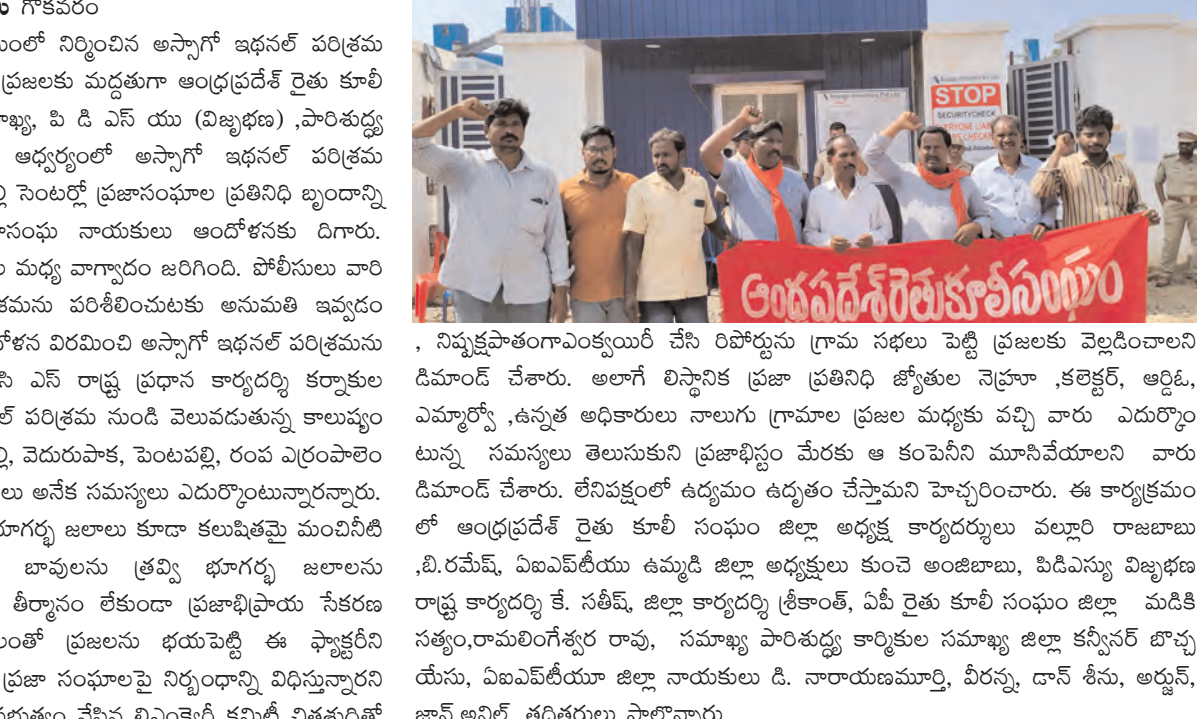 గోకవరం
నిర్మించిన అస్సాగో ఇథనల్ పరిశ్రమ
ప్రజలకు మద్దతుగా ఆంధ్రప్రదేశ్ రైతు కూలీ
పి డి ఎస్ యు (విజృభణ) ,పారిశుద్ధ్య
ఆధ్వర్యంలో అస్సాగో ఇథనల్ పరిశ్రమ
సెంటర్లో ప్రజాసంఘాల ప్రతినిధి బృందాన్ని
నాయకులు ఆందోళనకు దిగారు.
మధ్య వాగ్వాదం జరిగింది. పోలీసులు వారి
పరిశీలించుటకు అనుమతి ఇవ్వడం
విరమించి అస్సాగో ఇథనల్ పరిశ్రమను
ఎస్ రాష్ట్ర ప్రధాన కార్యదర్శి కర్నాకుల
పరిశ్రమ నుండి వెలువడుతున్న కాలుష్యం
వెదురుపాక, పెంటపల్లి, రంప ఎర్రంపాలెం
అనేక సమస్యలు ఎదుర్కొంటున్నారన్నారు.
జలాలు కూడా కలుషితమై మంచినీటి
బావులను త్రవ్వి భూగర్భ జలాలను
తీర్మానం లేకుండా ప్రజాభిప్రాయ సేకరణ
ప్రజలను భయపెట్టి ఈ ఫ్యాక్టరీని
ప్రజా సంఘాలపై నిర్బంధాన్ని విధిస్తున్నారని
STOP
SECURITYCHECK
ఆంధ్రప్రదేశ్ రైతుకూలీసంఘం
, నిష్పక్షపాతంగాఎంక్వయిరీ చేసి రిపోర్టును గ్రామ సభలు పెట్టి ప్రజలకు వెల్లడించాలని
డిమాండ్ చేశారు. అలాగే లిస్థానిక ప్రజా ప్రతినిధి జ్యోతుల నెహ్రూ ,కలెక్టర్, ఆర్డిఓ,
ఎమ్మార్వో ,ఉన్నత అధికారులు నాలుగు గ్రామాల ప్రజల మధ్యకు వచ్చి వారు ఎదుర్కొం
టున్న సమస్యలు తెలుసుకుని ప్రజాభిస్టం మేరకు ఆ కంపెనీని మూసివేయాలని వారు
డిమాండ్ చేశారు. లేనిపక్షంలో ఉద్యమం ఉదృతం చేస్తామని హెచ్చరించారు. ఈ కార్యక్రమం
లో ఆంధ్రప్రదేశ్ రైతు కూలీ సంఘం జిల్లా అధ్యక్ష కార్యదర్శులు వల్లూరి రాజబాబు
,బి.రమేష్, ఏఐఎఫ్‌టీయు ఉమ్మడి జిల్లా అధ్యక్షులు కుంచె అంజిబాబు, పిడిఎస్యు విజృభణ
రాష్ట్ర కార్యదర్శి కే. సతీష్, జిల్లా కార్యదర్శి శ్రీకాంత్, ఏపీ రైతు కూలీ సంఘం జిల్లా మడికి
సత్యం,రామలింగేశ్వర రావు, సమాఖ్య పారిశుద్ధ్య కార్మికుల సమాఖ్య జిల్లా కన్వీనర్ బొచ్చ
యేసు, ఏఐఎఫ్‌టీయూ జిల్లా నాయకులు డి. నారాయణమూర్తి, వీరన్న, డాన్ శీను, అర్జున్,